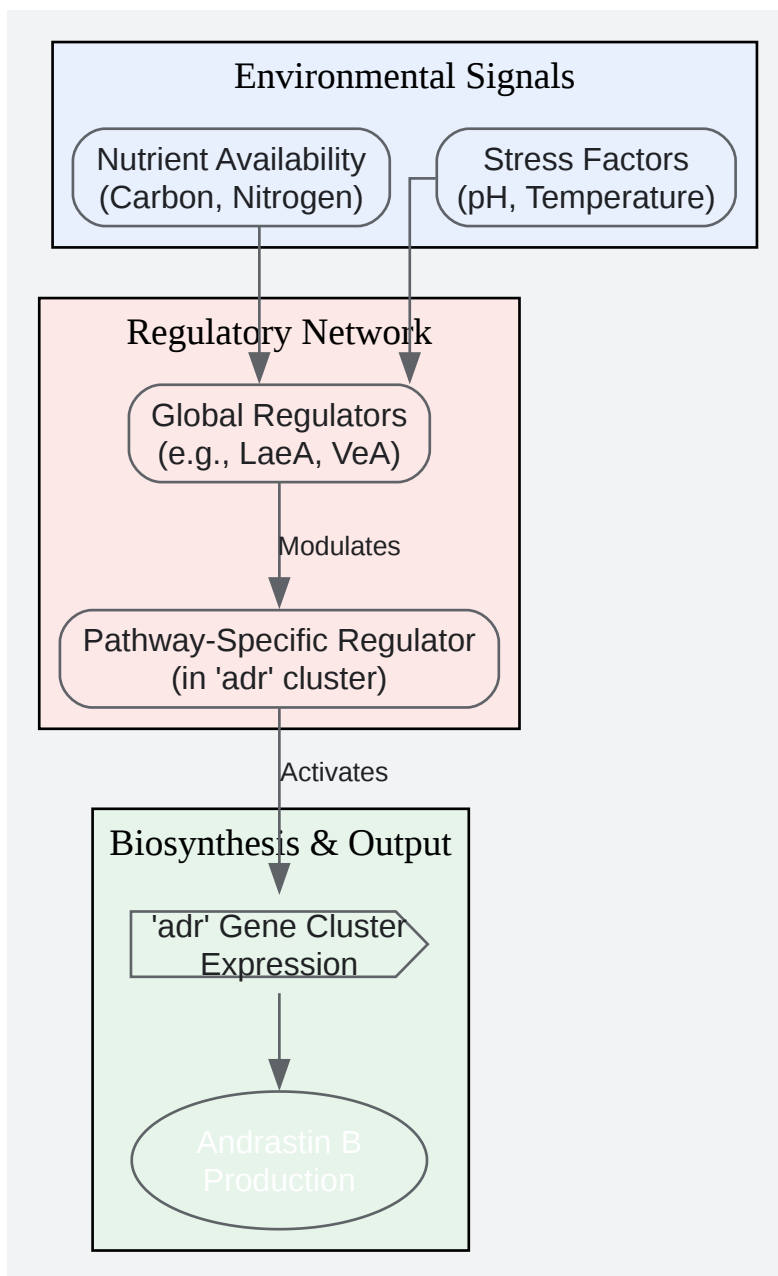 Environmental Signals
Nutrient Availability
(Carbon, Nitrogen)
Stress Factors
(pH, Temperature)
Regulatory Network
Global Regulators
(e.g., LaeA, VeA)
Modulates
Pathway-Specific Regulator
(in 'adr' cluster)
Activates
Biosynthesis & Output
'adr' Gene Cluster
Expression
Andrastin B
Production